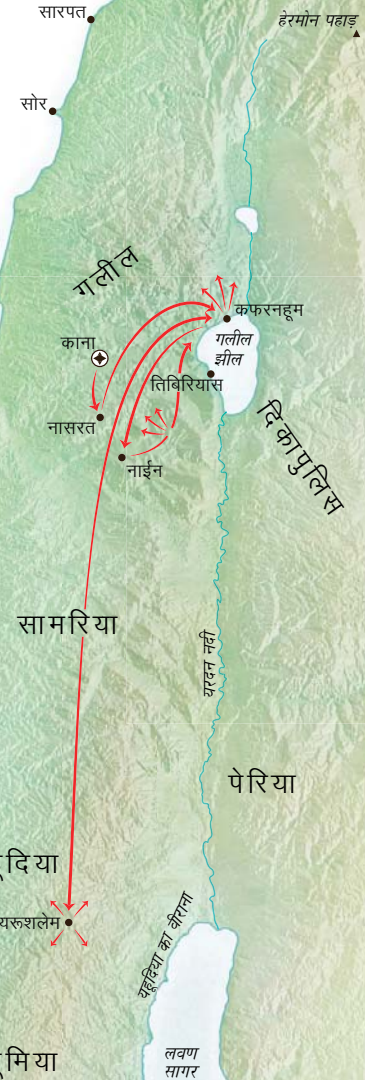 हेरमोन पहाड़
सारपत
सोर
गलील
कफरनहूम
काना
गलील
झील
तिबिरियास
नासरत
दिकापुलिस
नाईन
सामरिया
यरदन नदी
पेरिया
दिया
यरूशलेम
यहूदिया का वीराना
मिया
लवण
सागर